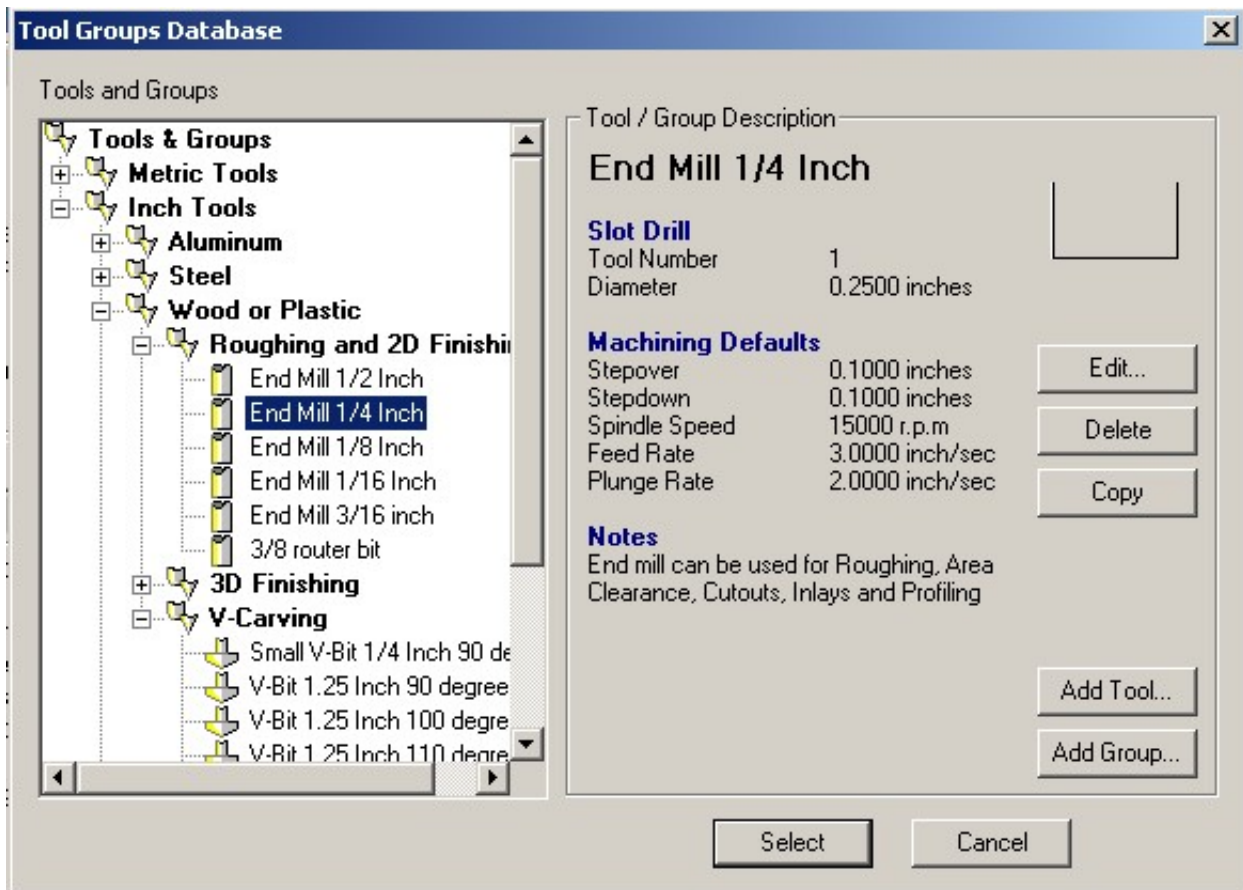 Tool Groups Database
Tools and Groups
Tools & Groups
Metric Tools
Inch Tools
Aluminum
Steel
Wood or Plastic
Roughing and 2D Finishi
End Mill 1/2 Inch
End Mill 1/4 Inch
End Mill 1/8 Inch
End Mill 1/16 Inch
End Mill 3/16 inch
3/8 router bit
3D Finishing
V-Carving
Small V-Bit 1/4 Inch 90 de
V-Bit 1.25 Inch 90 degree
V-Bit 1.25 Inch 100 degre
V-Bit 1.25 Inch 110 degre
Tool / Group Description
End Mill 1/4 Inch
Slot Drill
Tool Number 1
Diameter 0.2500 inches
Machining Defaults
Stepover 0.1000 inches
Stepdown 0.1000 inches
Spindle Speed 15000 r.p.m
Feed Rate 3.0000 inch/sec
Plunge Rate 2.0000 inch/sec
Notes
End mill can be used for Roughing, Area
Clearance, Cutouts, Inlays and Profiling
Edit...
Delete
Copy
Add Tool...
Add Group...
Select
Cancel